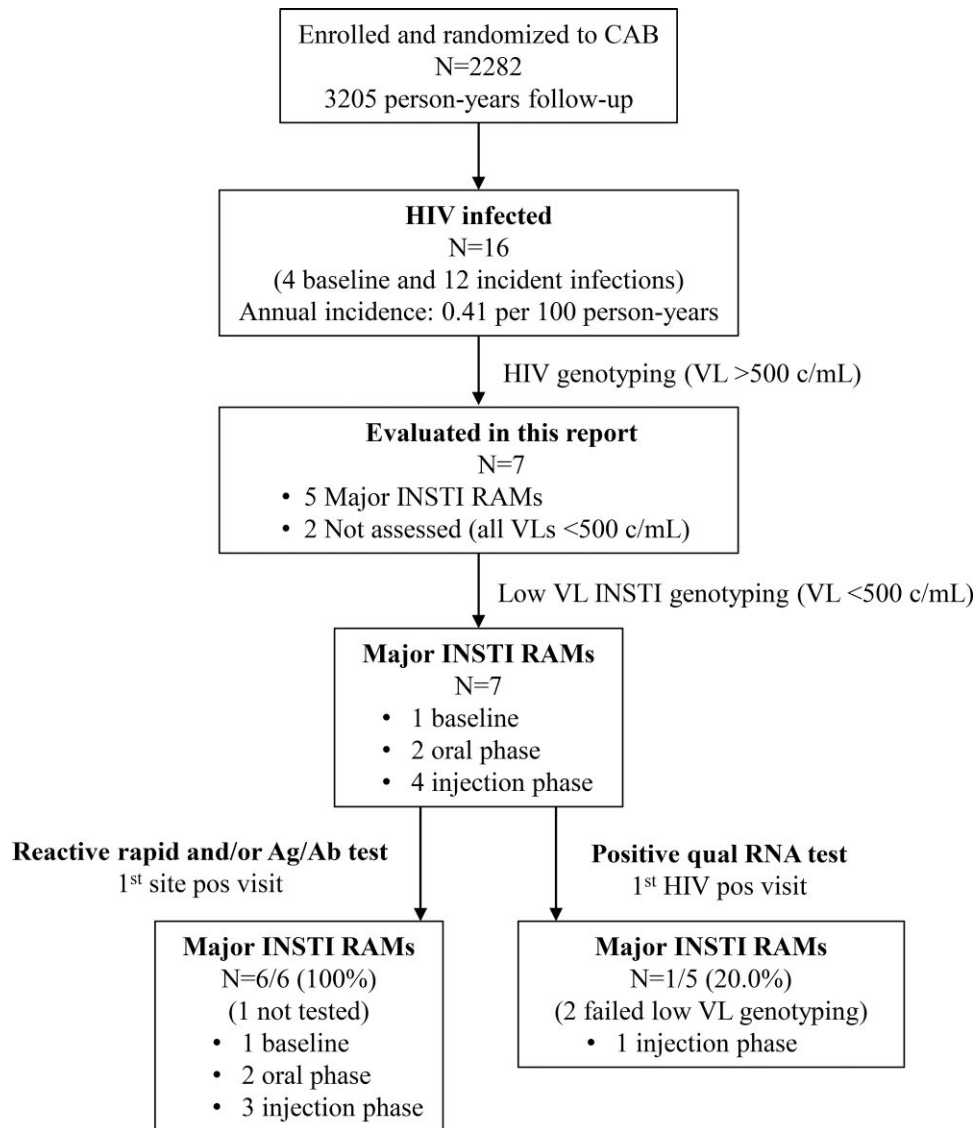 Enrolled and randomized to CAB
N=2282
3205 person-years follow-up
HIV infected
N=16
(4 baseline and 12 incident infections)
Annual incidence: 0.41 per 100 person-years
HIV genotyping (VL >500 c/mL)
Evaluated in this report
N=7
• 5 Major INSTI RAMs
• 2 Not assessed (all VLs <500 c/mL)
Low VL INSTI genotyping (VL <500 c/mL)
Major INSTI RAMs
N=7
• 1 baseline
• 2 oral phase
• 4 injection phase
Reactive rapid and/or Ag/Ab test
1st site pos visit
Positive qual RNA test
1st HIV pos visit
Major INSTI RAMs
N=6/6 (100%)
(1 not tested)
• 1 baseline
• 2 oral phase
• 3 injection phase
Major INSTI RAMs
N=1/5 (20.0%)
(2 failed low VL genotyping)
• 1 injection phase